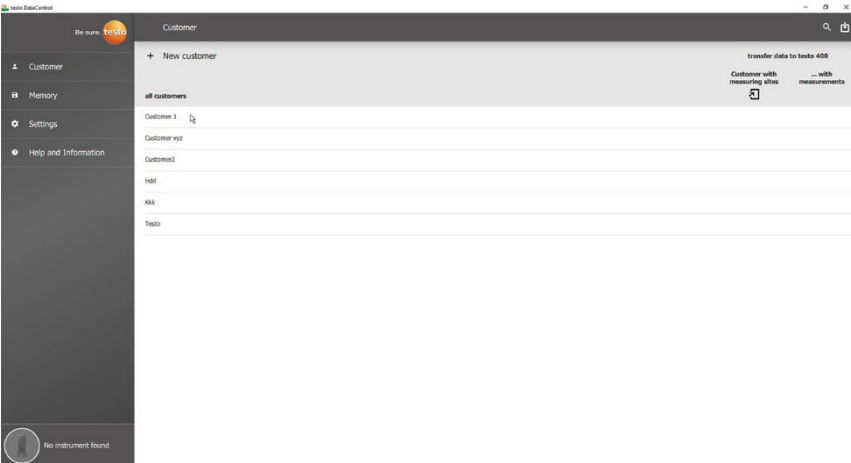 testo DataControl
Be sure. testo
Customer
Customer
Memory
Settings
Help and Information
No instrument found
+ New customer
transfer data to testo 400
Customer with
measuring sites
... with
measurements
all customers
Customer 1
Customer xyz
Customer2
Hdd
Kkk
Testo